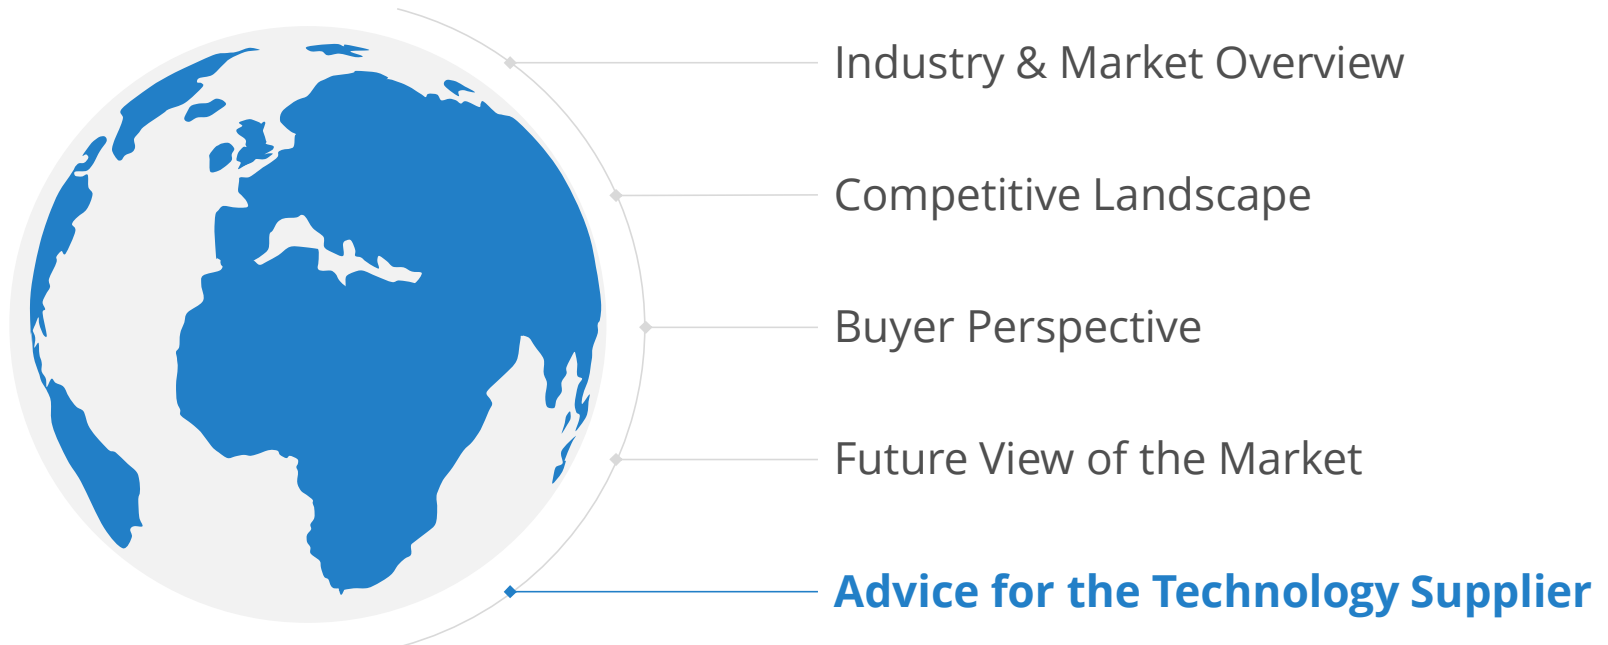 Industry & Market Overview
Competitive Landscape
Buyer Perspective
Future View of the Market
Advice for the Technology Supplier